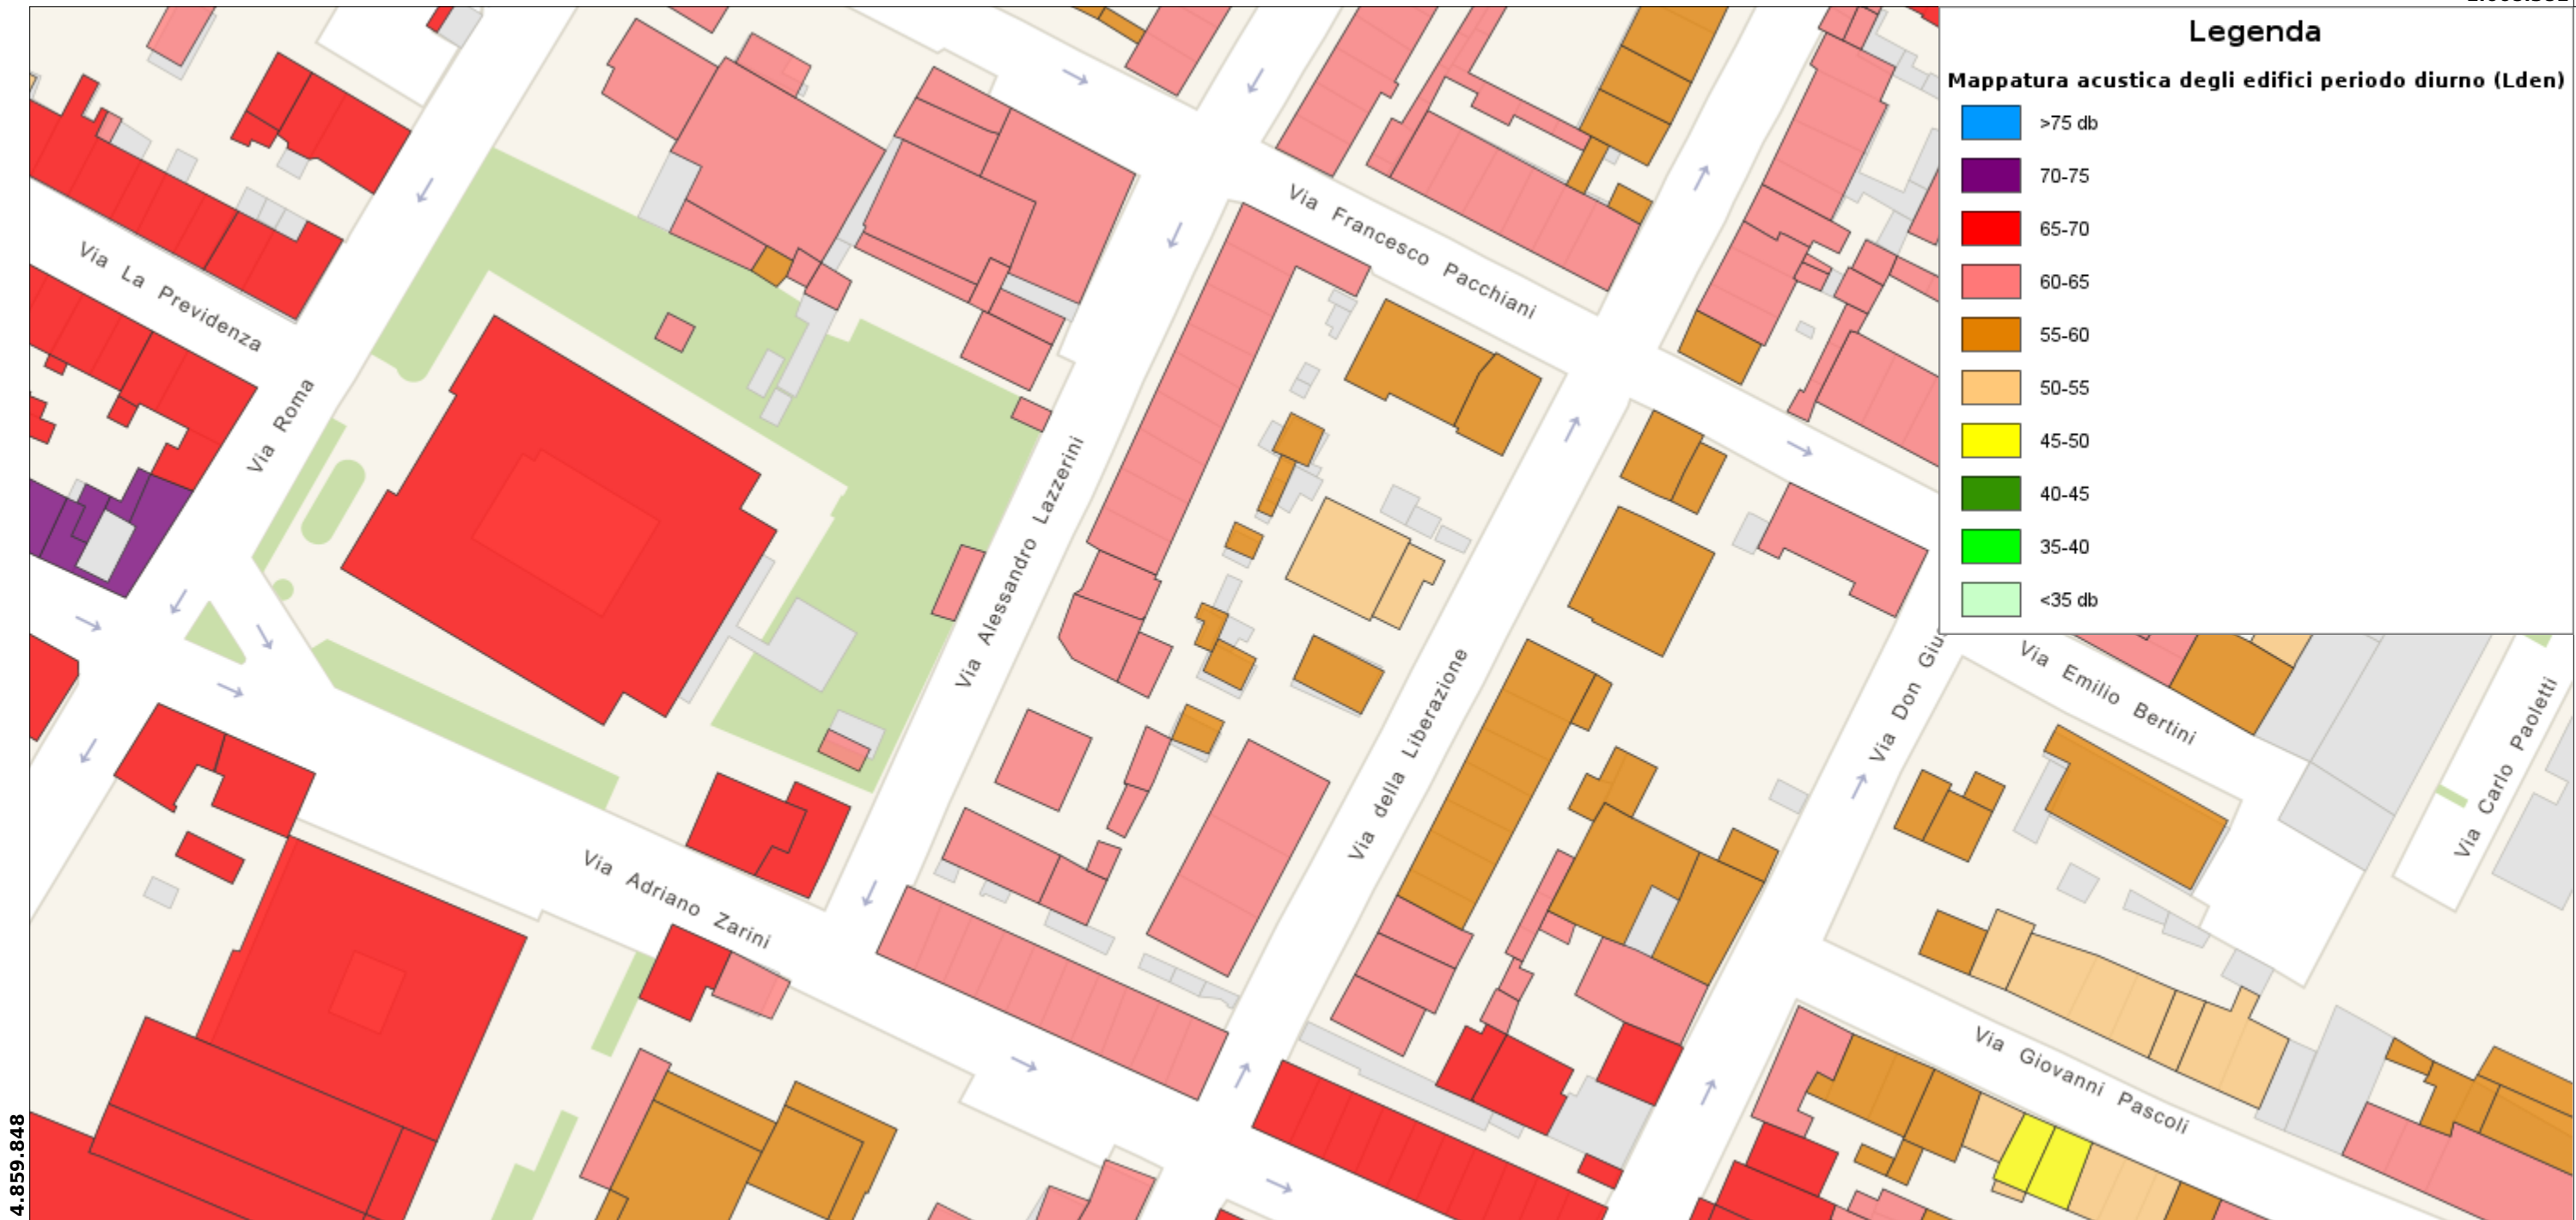 Legenda
Mappatura acustica degli edifici periodo diurno (Lden)
>75 db
70-75
65-70
60-65
55-60
50-55
45-50
40-45
35-40
<35 db
Via Francesco Pacchiani
Via La Previdenza
Via Roma
Via Alessandro Lazzerini
Via della Liberazione
Via Don
Via Emilio Bertini
Via Carlo Paoletti
Via Adriano Zarini
Via Giovanni Pascoli
4.859.848